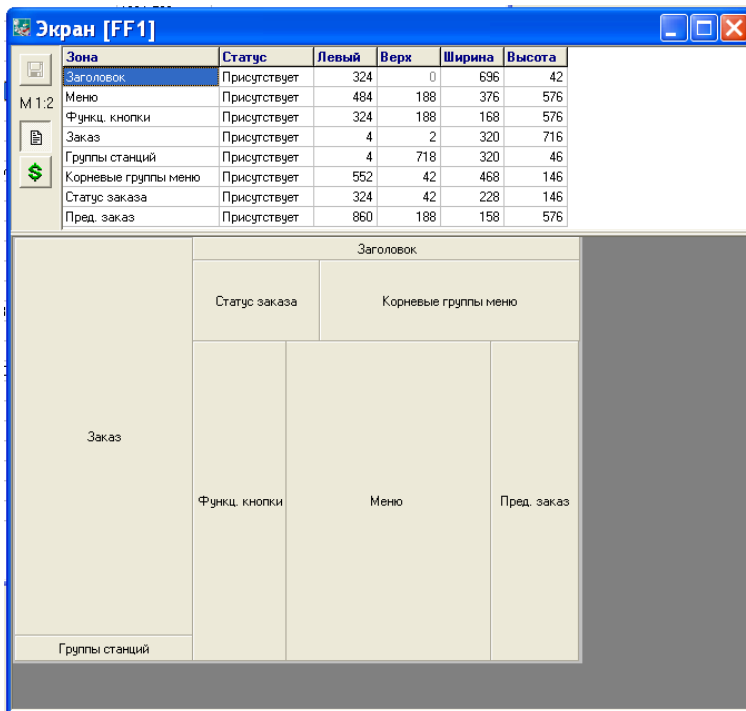 Экран [FF1]
Зона Статус Левый Верх Ширина Высота
Заголовок Присутствует 324 0 696 42
Меню Присутствует 484 188 376 576
M 1:2
Функц. кнопки Присутствует 324 188 168 576
Заказ Присутствует 4 2 320 716
Группы станций Присутствует 4 718 320 46
$
Корневые группы меню Присутствует 552 42 468 146
Статус заказа Присутствует 324 42 228 146
Пред. заказ Присутствует 860 188 158 576
Заголовок
Статус заказа Корневые группы меню
Заказ
Функц. кнопки Меню Пред. заказ
Группы станций